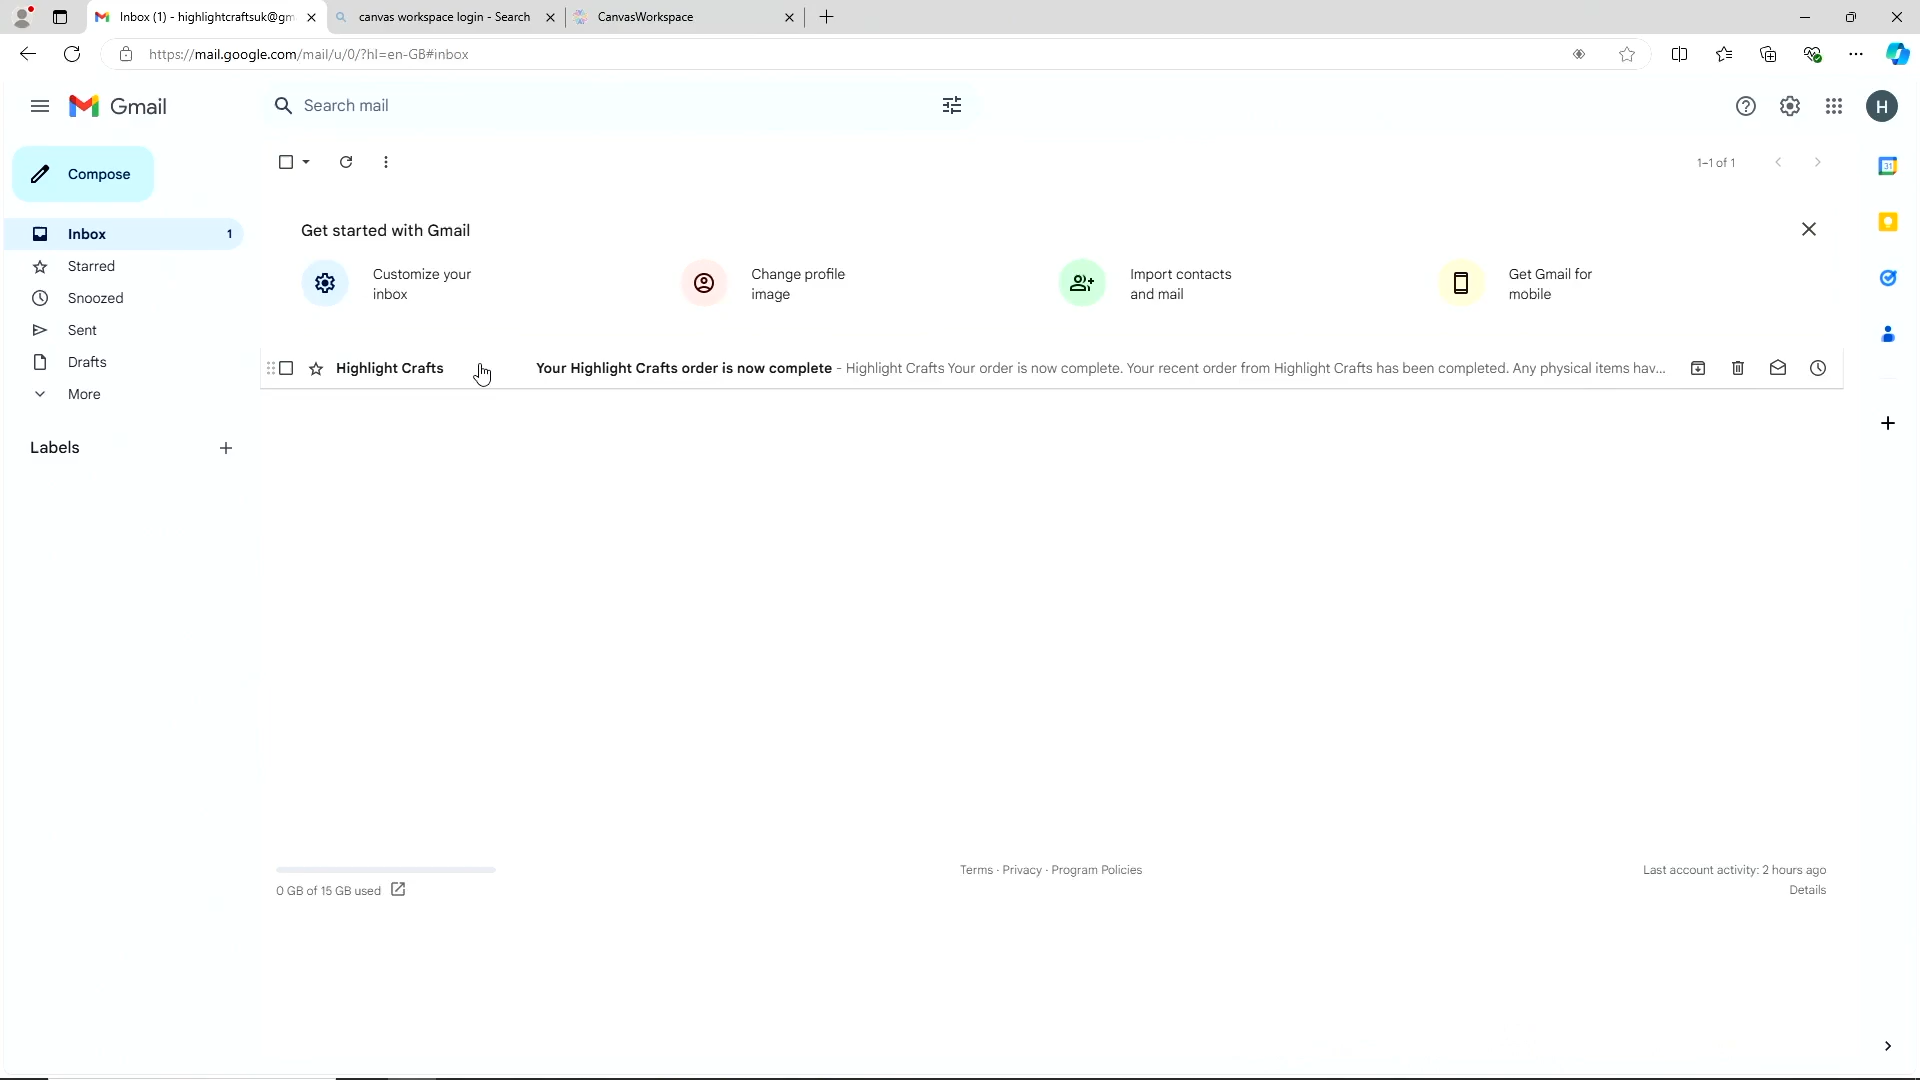 Inbox (1) - highlightcraftsuk@gm
canvas workspace login - Search
CanvasWorkspace
https://mail.google.com/mail/u/0/?hl=en-GB#inbox
Gmail
Search mail
H
Compose
1–1 of 1
31
Inbox 1
Starred
Snoozed
Sent
Drafts
More
Labels
Get started with Gmail
Customize your
inbox
Change profile
image
Import contacts
and mail
Get Gmail for
mobile
Highlight Crafts Your Highlight Crafts order is now complete - Highlight Crafts Your order is now complete. Your recent order from Highlight Crafts has been completed. Any physical items hav...
0 GB of 15 GB used
Terms · Privacy · Program Policies
Last account activity: 2 hours ago
Details